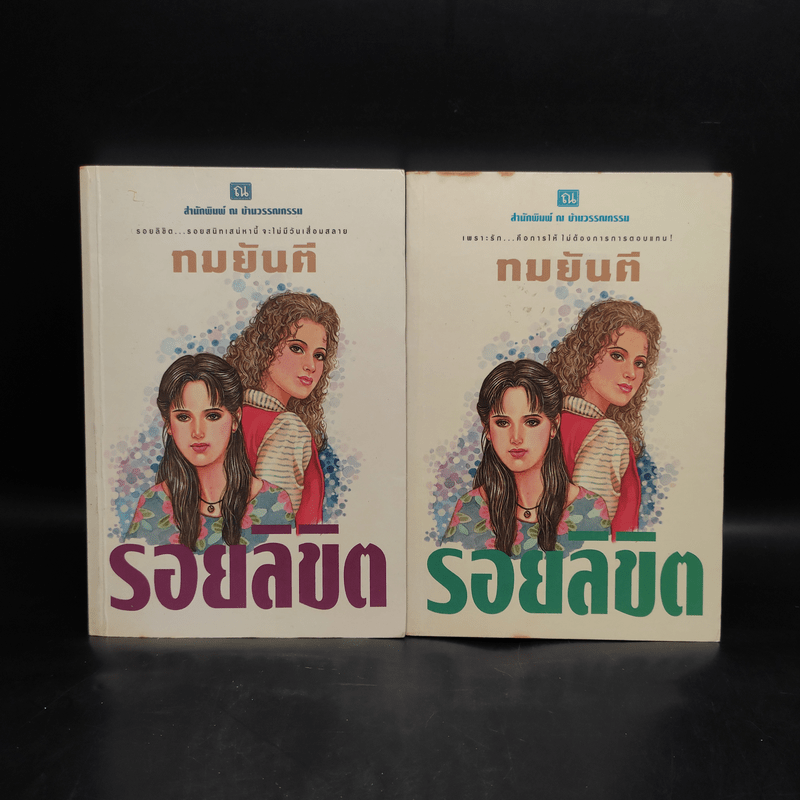 ณ
สำนักพิมพ์ ณ บ้านวรรณกรรม
รอยลิขิต...รอยสนิทเสน่หานี้ จะไม่มีวันเสื่อมสลาย
ทมยันตี
รอยลิขิต
ณ
สำนักพิมพ์ ณ บ้านวรรณกรรม
เพราะรัก...คือการให้ ไม่ต้องการการตอบแทน!
ทมยันตี
รอยลิขิต